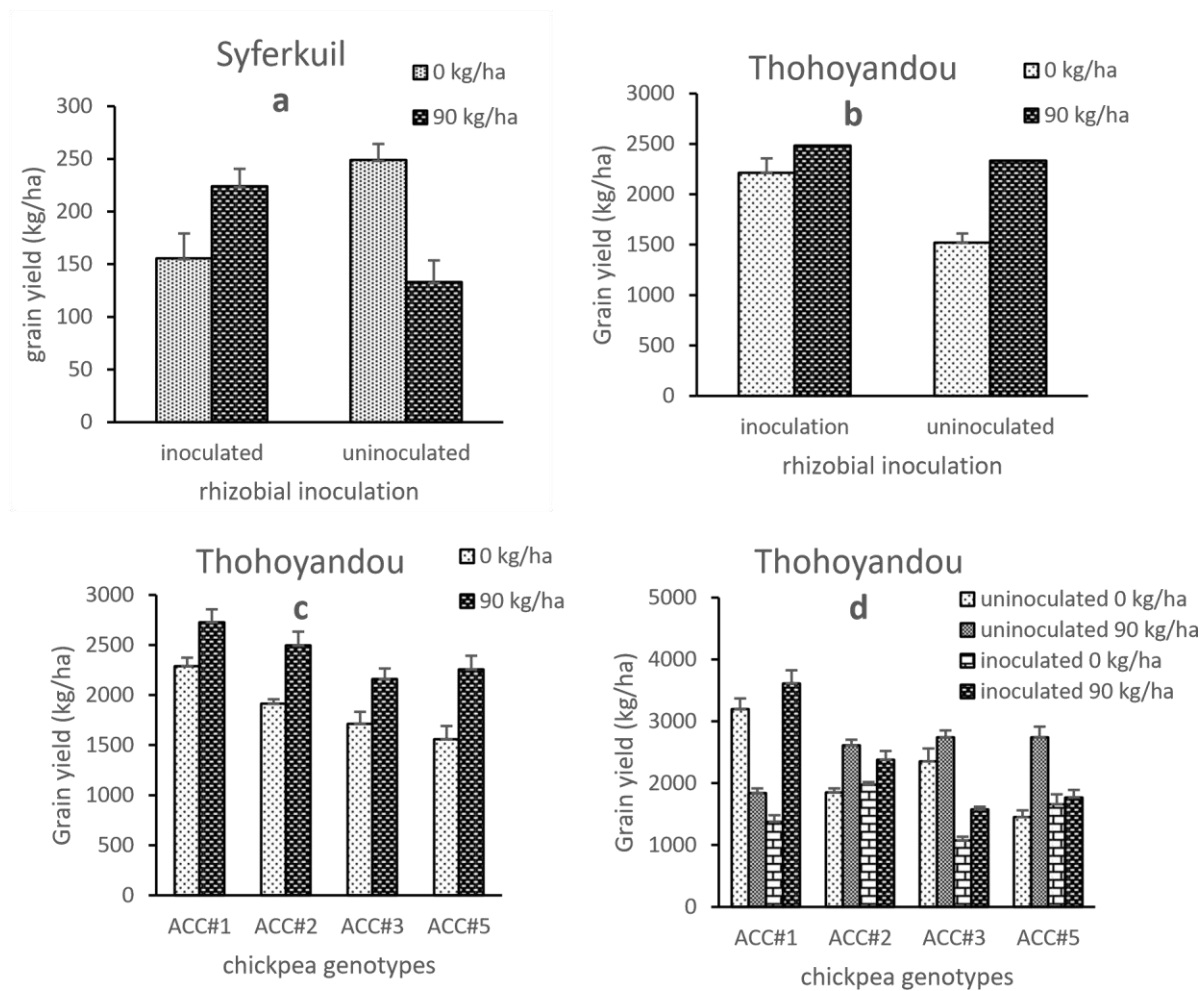 Syferkuil
a
0 kg/ha
90 kg/ha
300
250
200
150
100
50
0
grain yield (kg/ha)
inoculated uninoculated
rhizobial inoculation
Thohoyandou
b
0 kg/ha
90 kg/ha
3000
2500
2000
1500
1000
500
0
Grain yield (kg/ha)
inoculation uninoculated
rhizobial inoculation
Thohoyandou
c
0 kg/ha
90 kg/ha
3000
2500
2000
1500
1000
500
0
Grain yield (kg/ha)
ACC#1 ACC#2 ACC#3 ACC#5
chickpea genotypes
Thohoyandou
d
uninoculated 0 kg/ha
uninoculated 90 kg/ha
inoculated 0 kg/ha
inoculated 90 kg/ha
5000
4000
3000
2000
1000
0
Grain yield (kg/ha)
ACC#1 ACC#2 ACC#3 ACC#5
chickpea genotypes